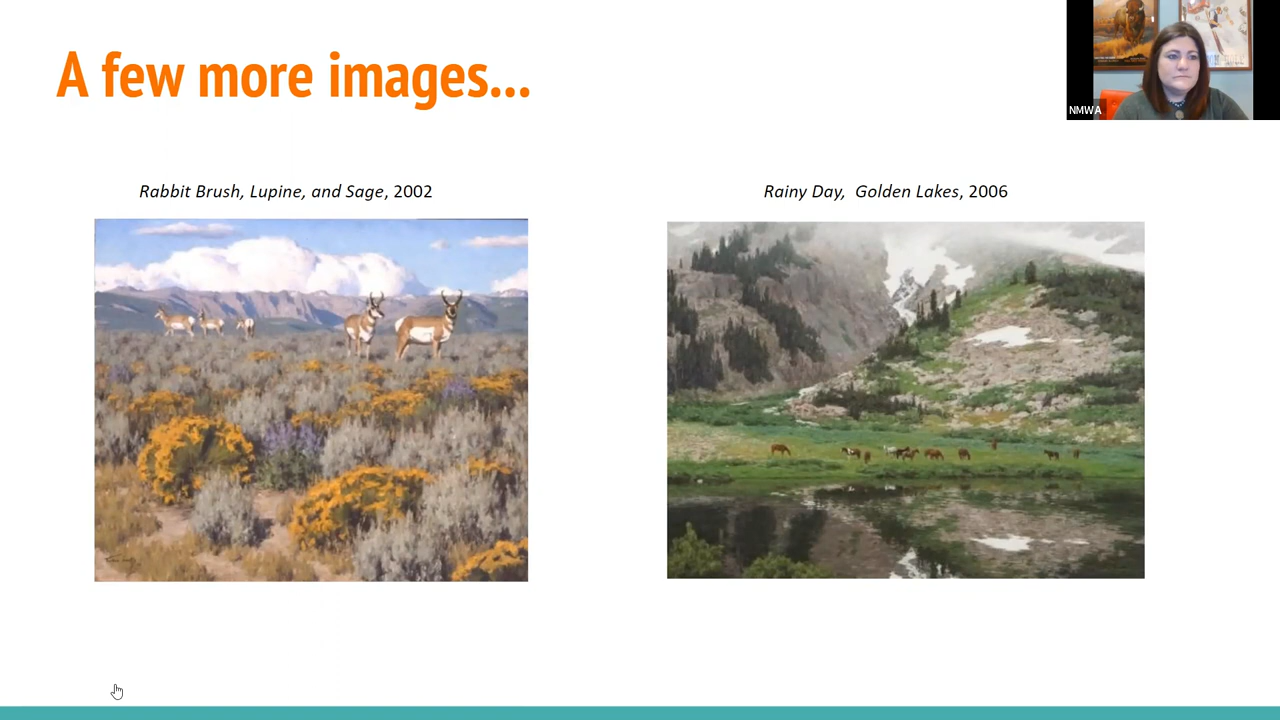 A few more images...
NMWA
Rabbit Brush, Lupine, and Sage, 2002
Rainy Day, Golden Lakes, 2006